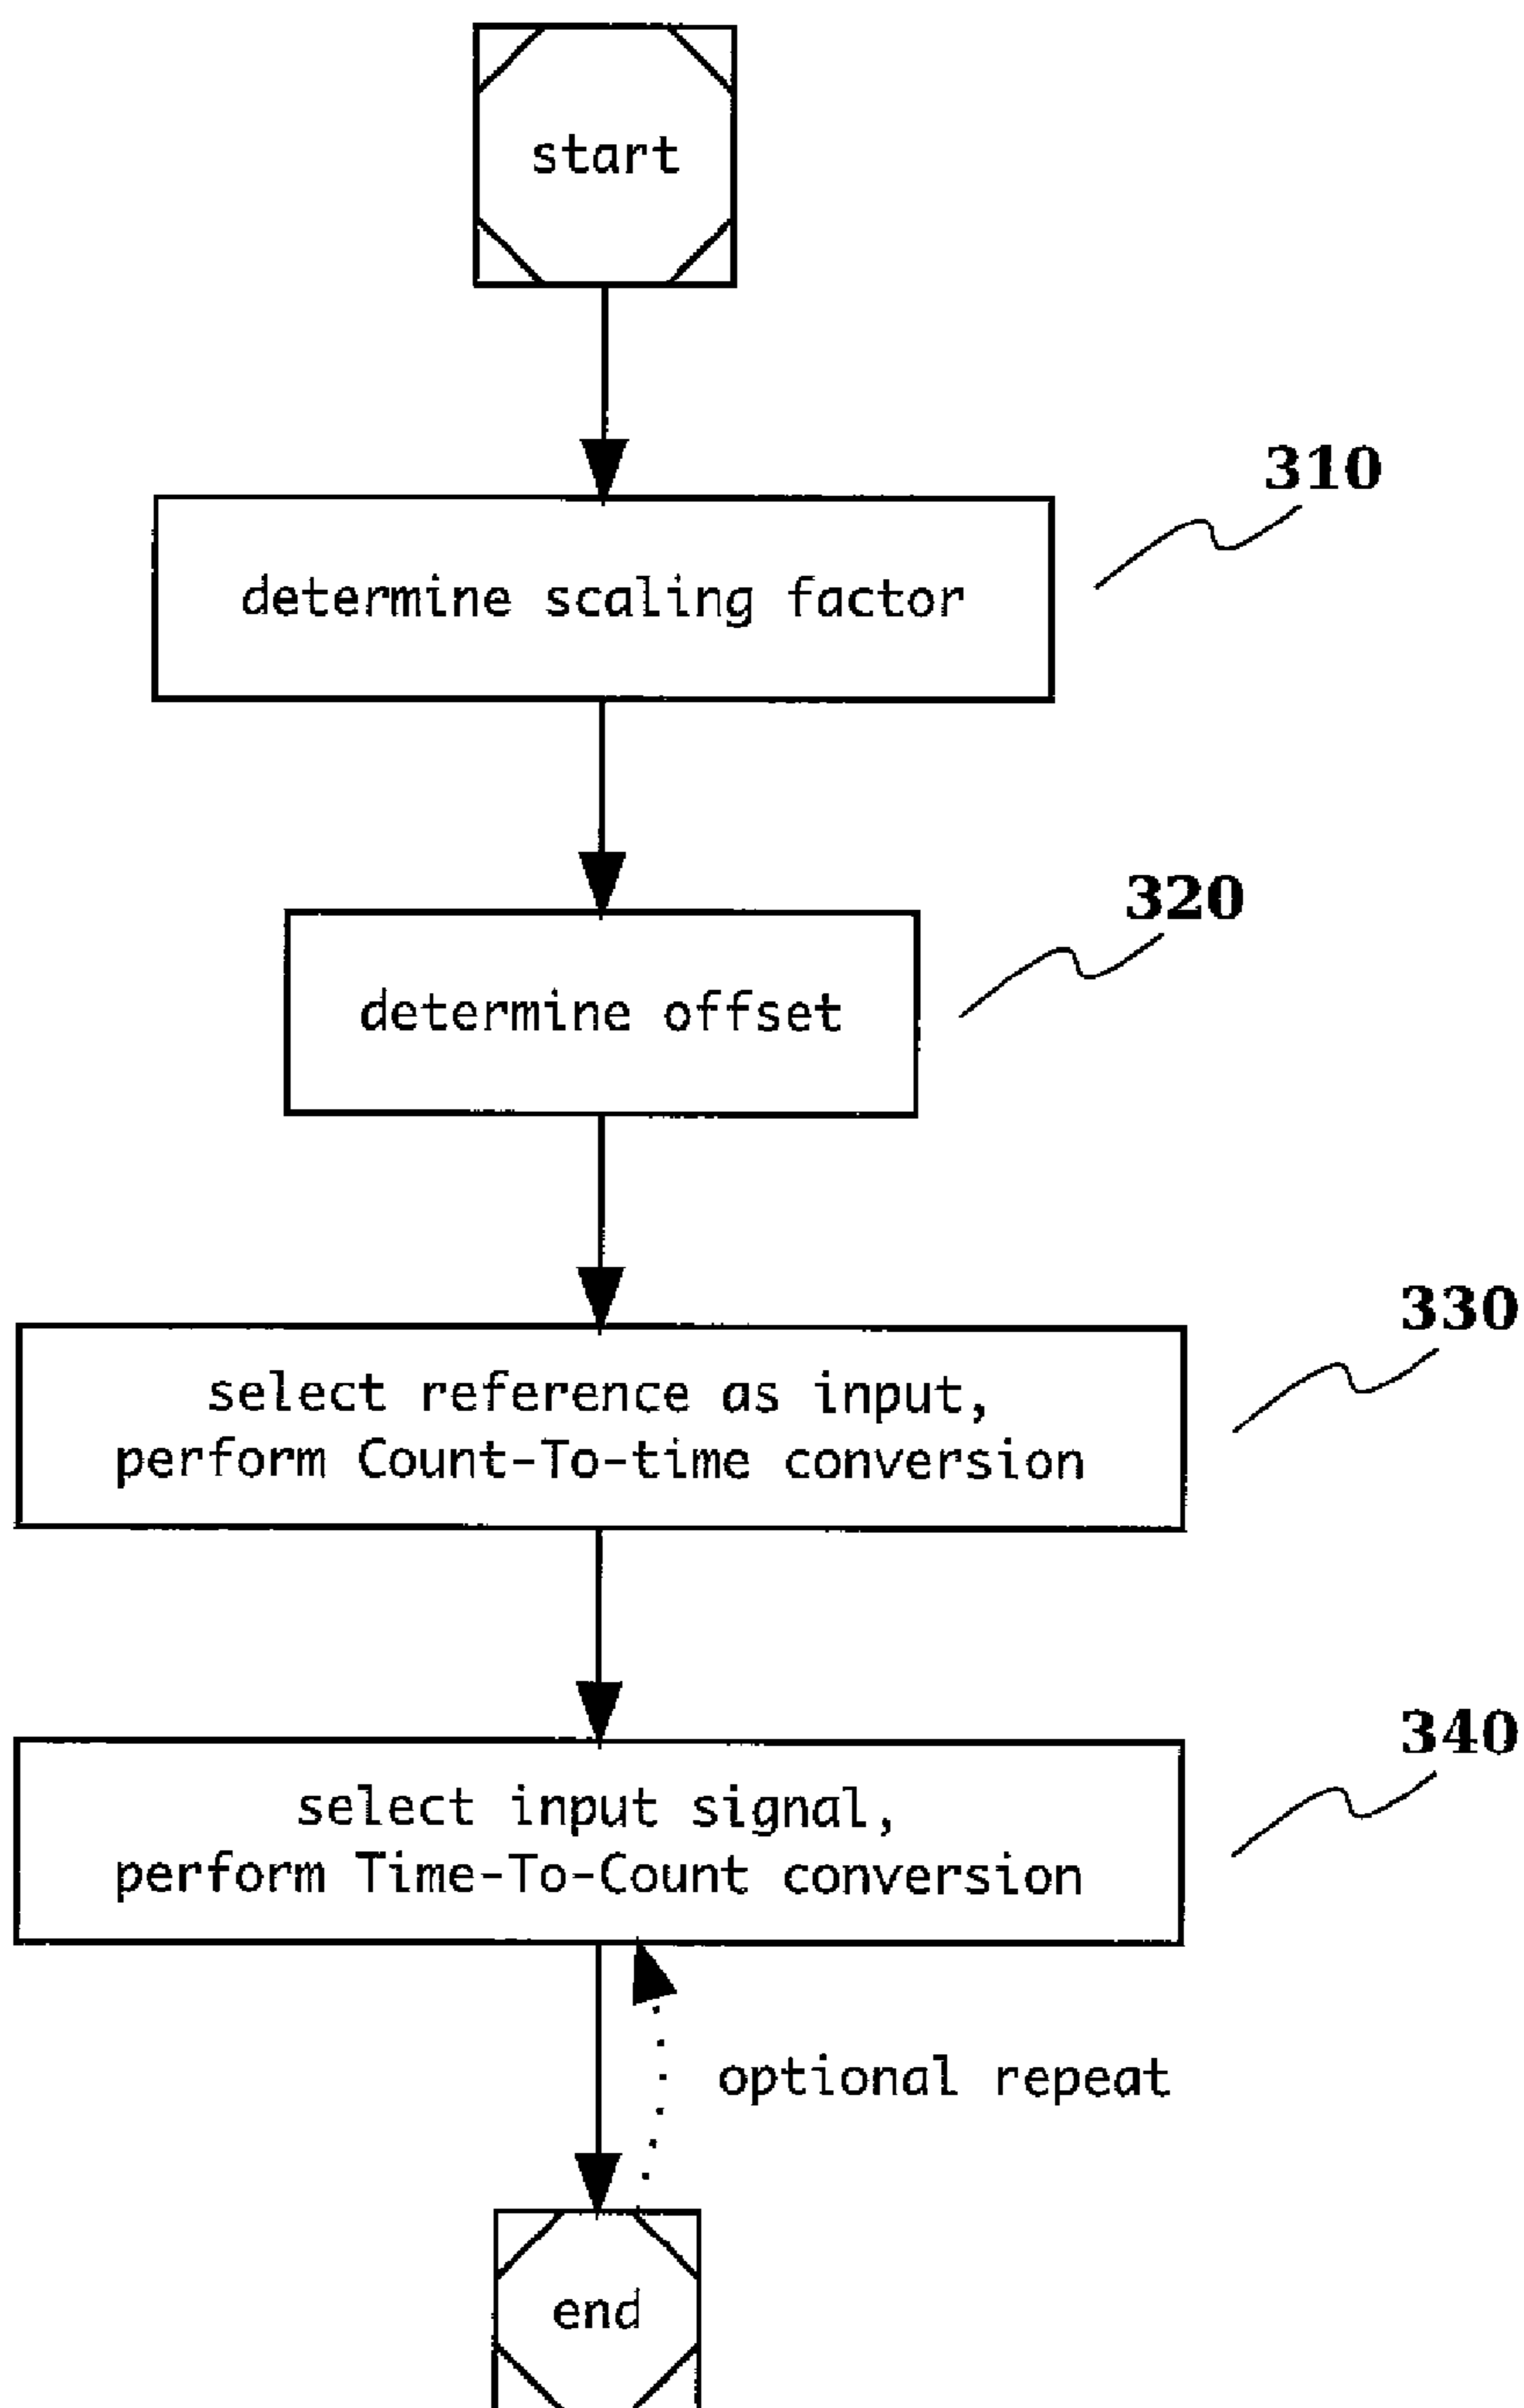 start
310
determine scaling factor
320
determine offset
330
select reference as input,
perform Count-To-time conversion
340
select input signal,
perform Time-To-Count conversion
optional repeat
end